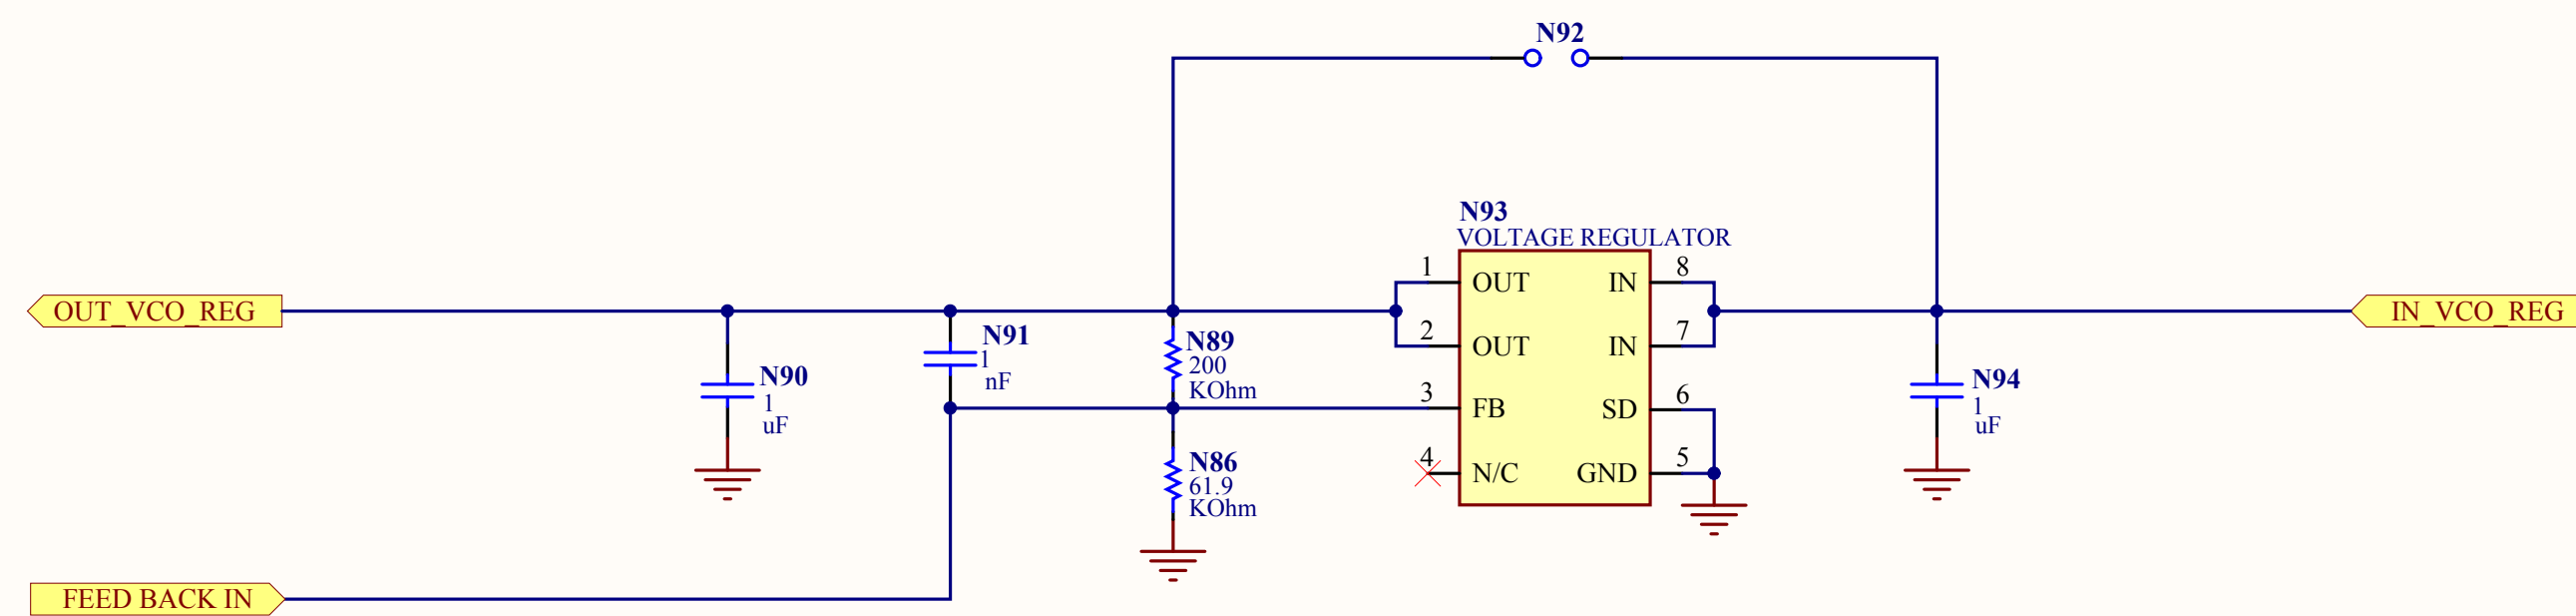 N92
N93
VOLTAGE REGULATOR
1 OUT IN 8
OUT_VCO_REG
IN_VCO_REG
N91
1
nF
N89
200
KOhm
2 OUT IN 7
N90
1
uF
N94
1
uF
3 FB SD 6
4 N/C GND 5
N86
61.9
KOhm
FEED BACK IN